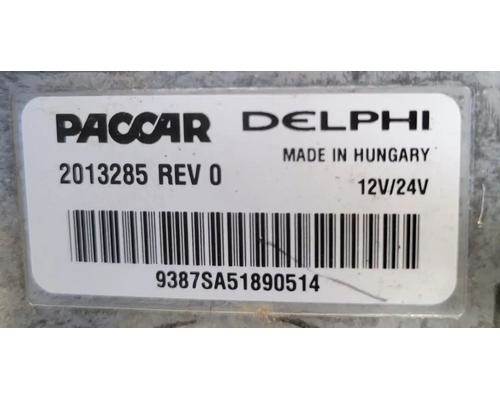 PACCAR DELPHI
MADE IN HUNGARY
2013285 REV 0
12V/24V
9387SA51890514